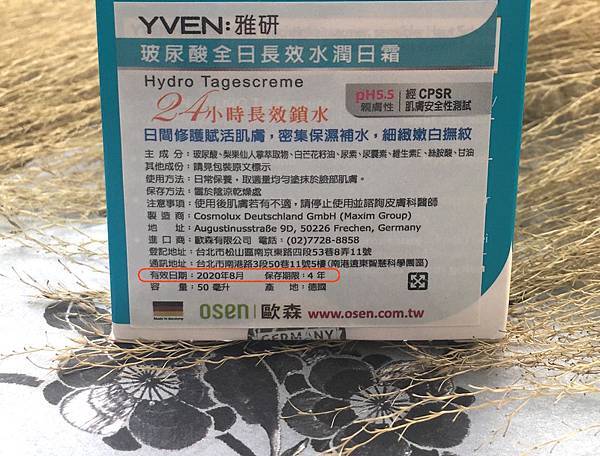 YVEN:雅研
玻尿酸全日長效水潤日霜
Hydro Tagescreme
24小時長效鎖水
pH5.5 親膚性
經 CPSR
肌膚安全性測試
日間修護賦活肌膚,密集保濕補水,細緻嫩白撫紋
主成分:玻尿酸、梨果仙人掌萃取物、白芒花籽油、尿素、尿囊素、維生素E、絲胺酸、甘油
其他成份:請見包裝原文標示
使用方法:日常保養,取適量均勻塗抹於臉部肌膚。
保存方法:置於陰涼乾燥處
注意事項:使用後肌膚若有不適,請停止使用並諮詢皮膚科醫師
製造商:Cosmolux Deutschland GmbH (Maxim Group)
地址:Augustinusstraße 9D, 50226 Frechen, Germany
進口商:歐森有限公司 電話:(02)7728-8858
登記地址:台北市松山區南京東路四段53巷8弄11號
通訊地址:台北市南港路3段50巷11號5樓(南港遠東智慧科學園區)
有效日期:2020年8月 保存期限:4年
容量:50毫升 產地:德國
Made in Germany
osen 歐森 www.osen.com.tw
GERMANY